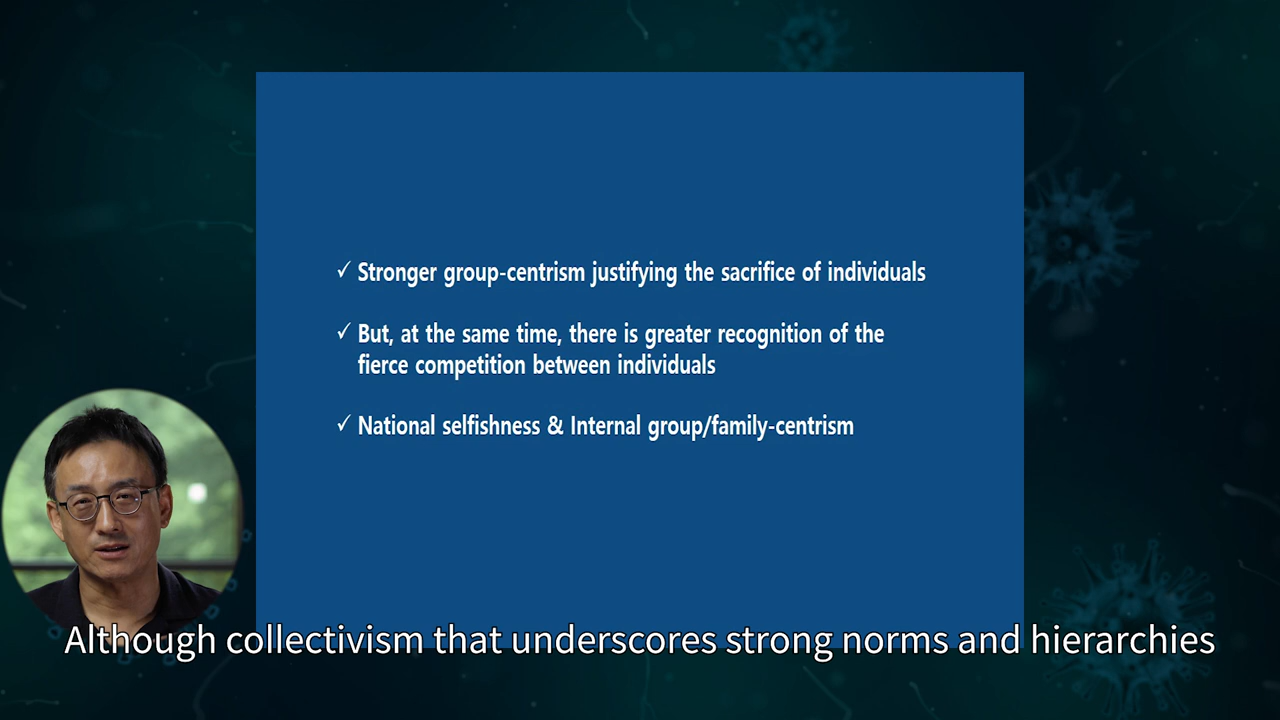 ✓ Stronger group-centrism justifying the sacrifice of individuals
✓ But, at the same time, there is greater recognition of the
fierce competition between individuals
✓ National selfishness & Internal group/family-centrism
Although collectivism that underscores strong norms and hierarchies